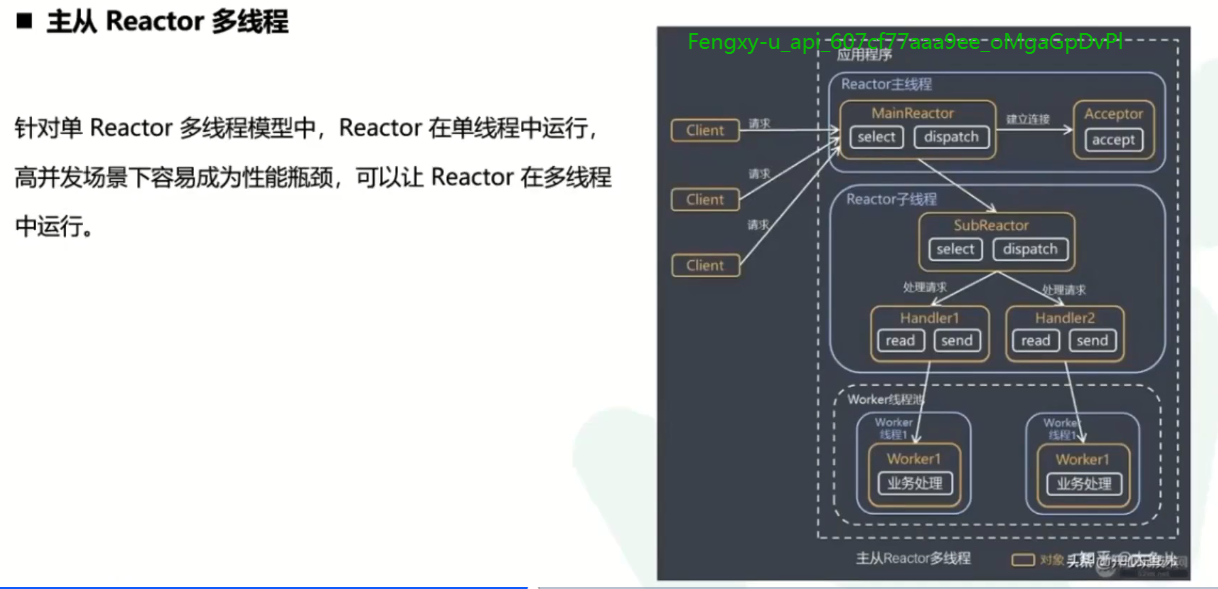 ■ 主从 Reactor 多线程
针对单 Reactor 多线程模型中，Reactor 在单线程中运行，
高并发场景下容易成为性能瓶颈，可以让 Reactor 在多线程
中运行。
Fengxy-u_api_607cf77aaa9ee_oMgaGpDvPl
应用程序
Reactor主线程
MainReactor
select
dispatch
建立连接
Acceptor
accept
Client
请求
Client
请求
Client
请求
Reactor子线程
SubReactor
select
dispatch
处理请求
处理请求
Handler1
read
send
Handler2
read
send
Worker线程池
Worker
线程1
Worker1
业务处理
Worker
线程1
Worker1
业务处理
主从Reactor多线程
对象